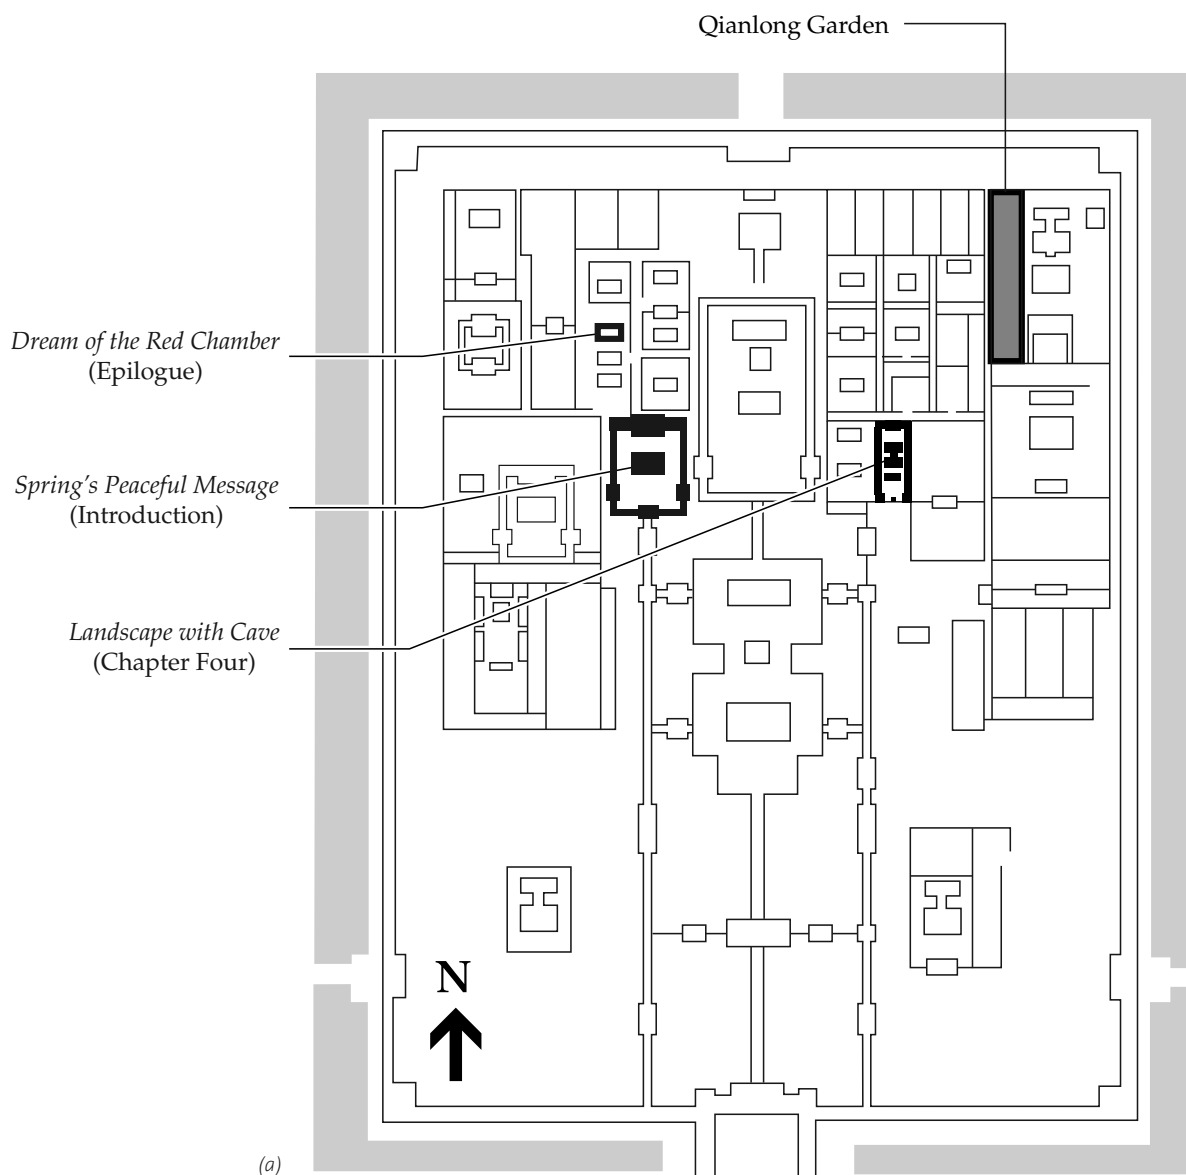 Qianlong Garden
Dream of the Red Chamber
(Epilogue)
Spring’s Peaceful Message
(Introduction)
Landscape with Cave
(Chapter Four)
N
(a)